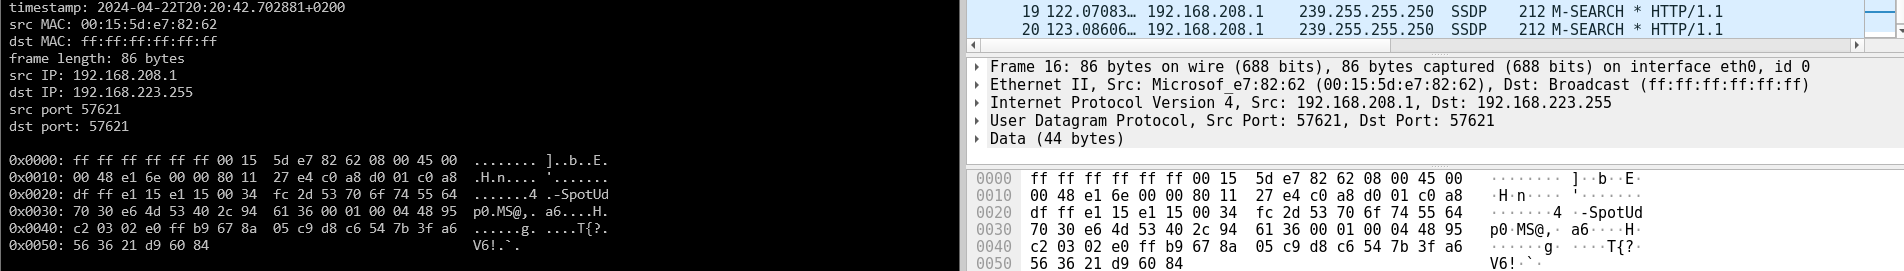 timestamp: 2024-04-22T20:20:42.702881+0200
src MAC: 00:15:5d:e7:82:62
dst MAC: ff:ff:ff:ff:ff:ff
frame length: 86 bytes
src IP: 192.168.208.1
dst IP: 192.168.223.255
src port 57621
dst port: 57621
0x0000: ff ff ff ff ff ff 00 15  5d e7 82 62 08 00 45 00  ........ ]..b..E.
0x0010: 00 48 e1 6e 00 00 80 11  27 e4 c0 a8 d0 01 c0 a8  .H.n.... '.......
0x0020: df ff e1 15 e1 15 00 34  fc 2d 53 70 6f 74 55 64  .......4 .-SpotUd
0x0030: 70 30 e6 4d 53 40 2c 94  61 36 00 01 00 04 48 95  p0.MS@,. a6....H.
0x0040: c2 03 02 e0 ff b9 67 8a  05 c9 d8 c6 54 7b 3f a6  ......g. ....T{?.
0x0050: 56 36 21 d9 60 84  V6!.`.
19 122.07083… 192.168.208.1 239.255.255.250 SSDP 212 M-SEARCH * HTTP/1.1
20 123.08606… 192.168.208.1 239.255.255.250 SSDP 212 M-SEARCH * HTTP/1.1
Frame 16: 86 bytes on wire (688 bits), 86 bytes captured (688 bits) on interface eth0, id 0
Ethernet II, Src: Microsof_e7:82:62 (00:15:5d:e7:82:62), Dst: Broadcast (ff:ff:ff:ff:ff:ff)
Internet Protocol Version 4, Src: 192.168.208.1, Dst: 192.168.223.255
User Datagram Protocol, Src Port: 57621, Dst Port: 57621
Data (44 bytes)
0000 ff ff ff ff ff ff 00 15  5d e7 82 62 08 00 45 00  ········ ]··b··E·
0010 00 48 e1 6e 00 00 80 11  27 e4 c0 a8 d0 01 c0 a8  ·H·n···· '·······
0020 df ff e1 15 e1 15 00 34  fc 2d 53 70 6f 74 55 64  ·······4 ·-SpotUd
0030 70 30 e6 4d 53 40 2c 94  61 36 00 01 00 04 48 95  p0·MS@,· a6····H·
0040 c2 03 02 e0 ff b9 67 8a  05 c9 d8 c6 54 7b 3f a6  ······g· ····T{?·
0050 56 36 21 d9 60 84  V6!·`·